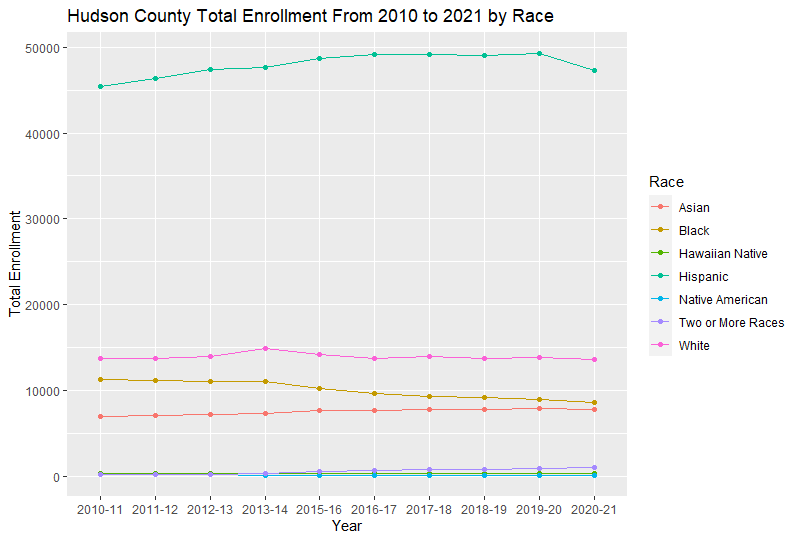 Hudson County Total Enrollment From 2010 to 2021 by Race
50000
40000
30000
20000
10000
0
Total Enrollment
2010-11 2011-12 2012-13 2013-14 2015-16 2016-17 2017-18 2018-19 2019-20 2020-21
Year
Race
Asian
Black
Hawaiian Native
Hispanic
Native American
Two or More Races
White